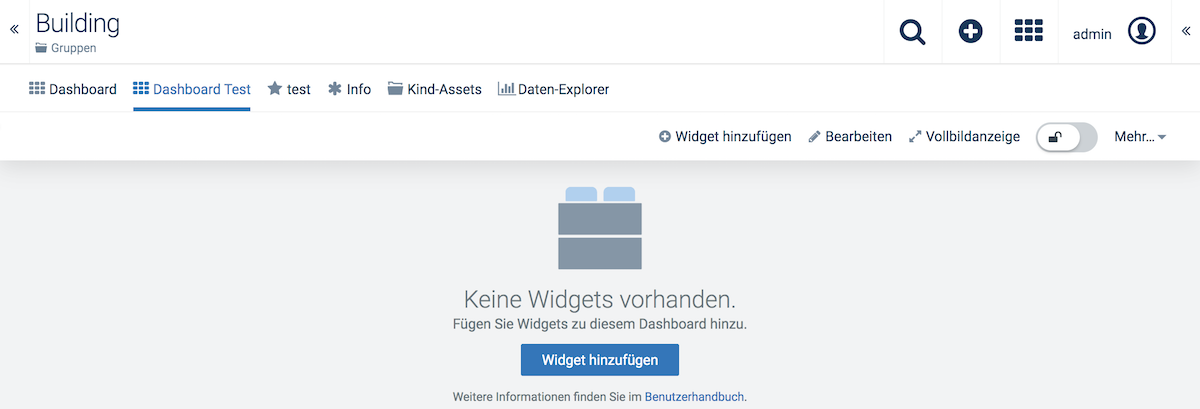 Building
Gruppen
admin
Dashboard Dashboard Test test Info Kind-Assets Daten-Explorer
Widget hinzufügen Bearbeiten Vollbildanzeige Mehr...
Keine Widgets vorhanden.
Fügen Sie Widgets zu diesem Dashboard hinzu.
Widget hinzufügen
Weitere Informationen finden Sie im Benutzerhandbuch.